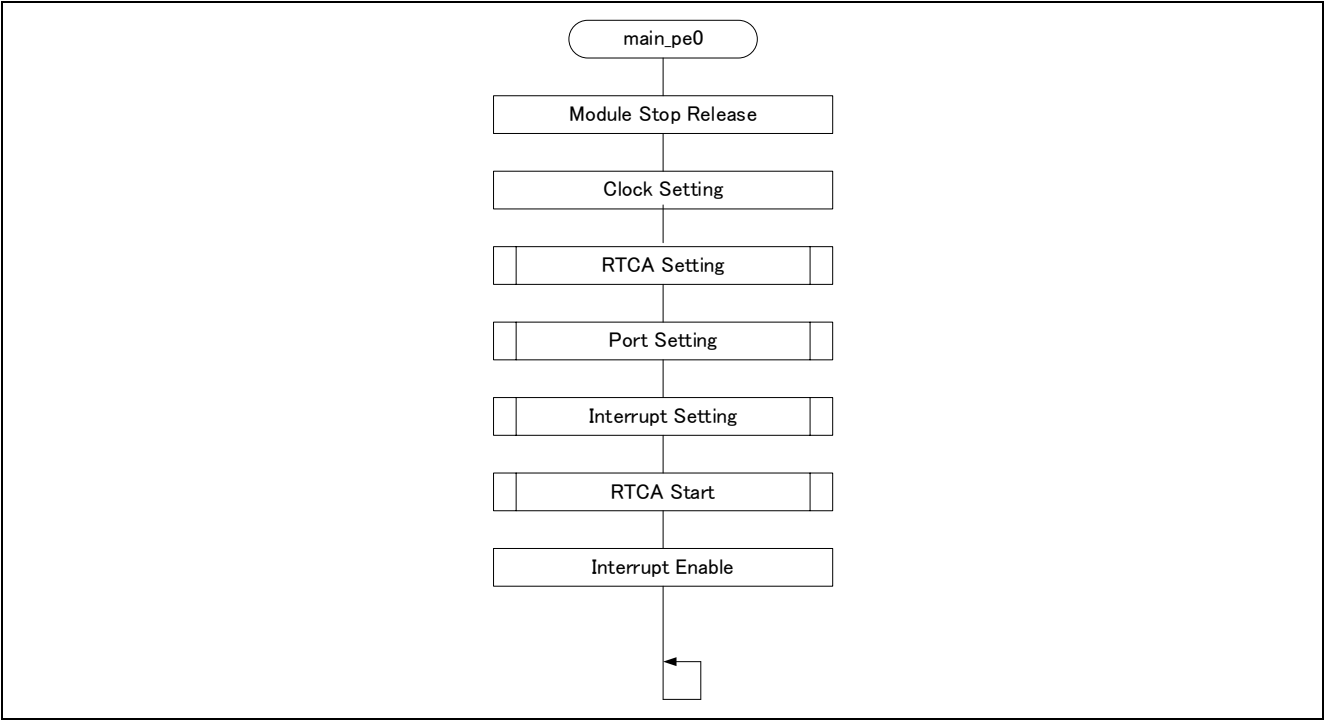 main_pe0
Module Stop Release
Clock Setting
RTCA Setting
Port Setting
Interrupt Setting
RTCA Start
Interrupt Enable